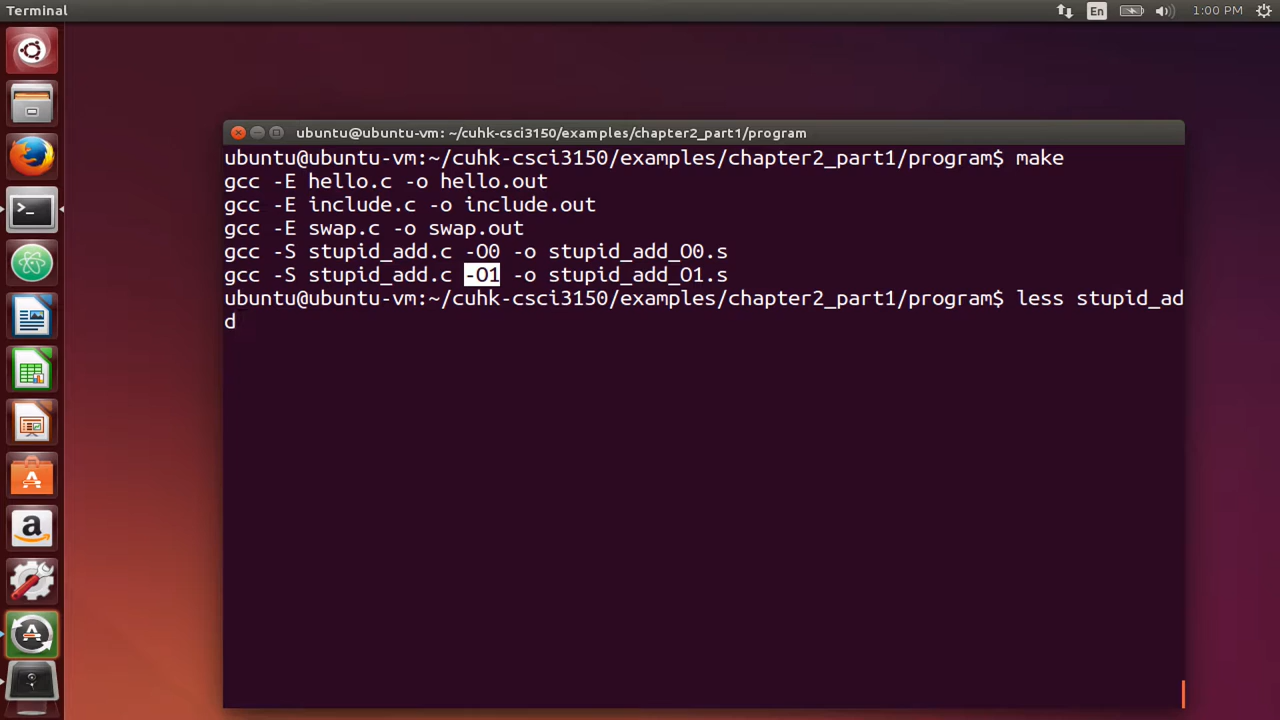 Terminal
En
1:00 PM
ubuntu@ubuntu-vm: ~/cuhk-csci3150/examples/chapter2_part1/program
ubuntu@ubuntu-vm:~/cuhk-csci3150/examples/chapter2_part1/program$ make
gcc -E hello.c -o hello.out
gcc -E include.c -o include.out
gcc -E swap.c -o swap.out
gcc -S stupid_add.c -O0 -o stupid_add_O0.s
gcc -S stupid_add.c -O1 -o stupid_add_O1.s
ubuntu@ubuntu-vm:~/cuhk-csci3150/examples/chapter2_part1/program$ less stupid_ad
d